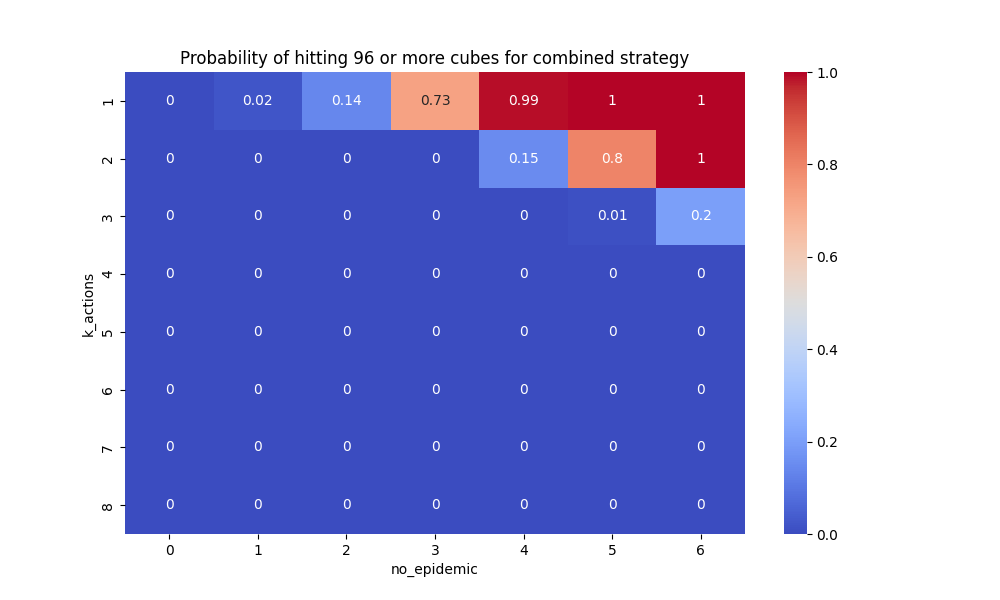 Probability of hitting 96 or more cubes for combined strategy
1 0 0.02 0.14 0.73 0.99 1 1
2 0 0 0 0 0.15 0.8 1
3 0 0 0 0 0 0.01 0.2
4 0 0 0 0 0 0 0
5 0 0 0 0 0 0 0
6 0 0 0 0 0 0 0
7 0 0 0 0 0 0 0
8 0 0 0 0 0 0 0
k_actions
0 1 2 3 4 5 6
no_epidemic
1.0
0.8
0.6
0.4
0.2
0.0